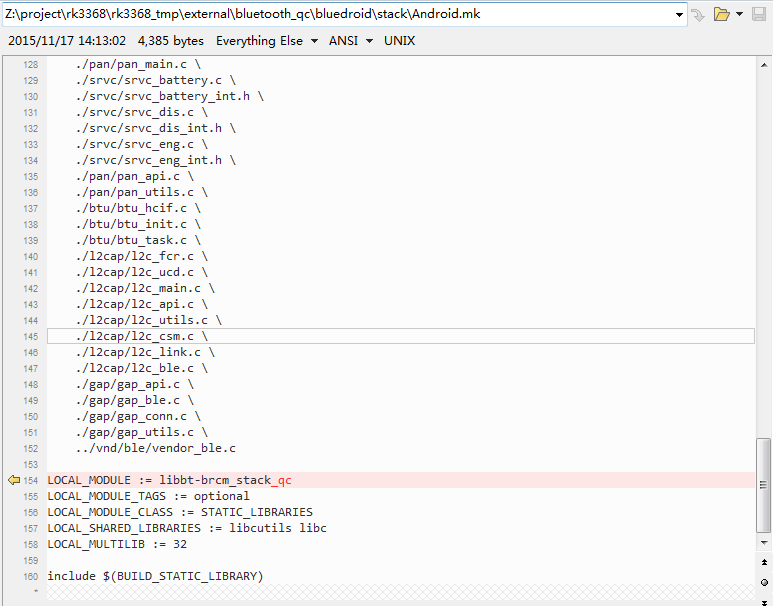 Z:\project\rk3368\rk3368_tmp\external\bluetooth_qc\bluedroid\stack\Android.mk
2015/11/17 14:13:02 4,385 bytes Everything Else ANSI UNIX
128 ./pan/pan_main.c \
129 ./srvc/srvc_battery.c \
130 ./srvc/srvc_battery_int.h \
131 ./srvc/srvc_dis.c \
132 ./srvc/srvc_dis_int.h \
133 ./srvc/srvc_eng.c \
134 ./srvc/srvc_eng_int.h \
135 ./pan/pan_api.c \
136 ./pan/pan_utils.c \
137 ./btu/btu_hcif.c \
138 ./btu/btu_init.c \
139 ./btu/btu_task.c \
140 ./l2cap/l2c_fcr.c \
141 ./l2cap/l2c_ucd.c \
142 ./l2cap/l2c_main.c \
143 ./l2cap/l2c_api.c \
144 ./l2cap/l2c_utils.c \
145 ./l2cap/l2c_csm.c \
146 ./l2cap/l2c_link.c \
147 ./l2cap/l2c_ble.c \
148 ./gap/gap_api.c \
149 ./gap/gap_ble.c \
150 ./gap/gap_conn.c \
151 ./gap/gap_utils.c \
152 ../vnd/ble/vendor_ble.c
153
154 LOCAL_MODULE := libbt-brcm_stack_qc
155 LOCAL_MODULE_TAGS := optional
156 LOCAL_MODULE_CLASS := STATIC_LIBRARIES
157 LOCAL_SHARED_LIBRARIES := libcutils libc
158 LOCAL_MULTILIB := 32
159
160 include $(BUILD_STATIC_LIBRARY)